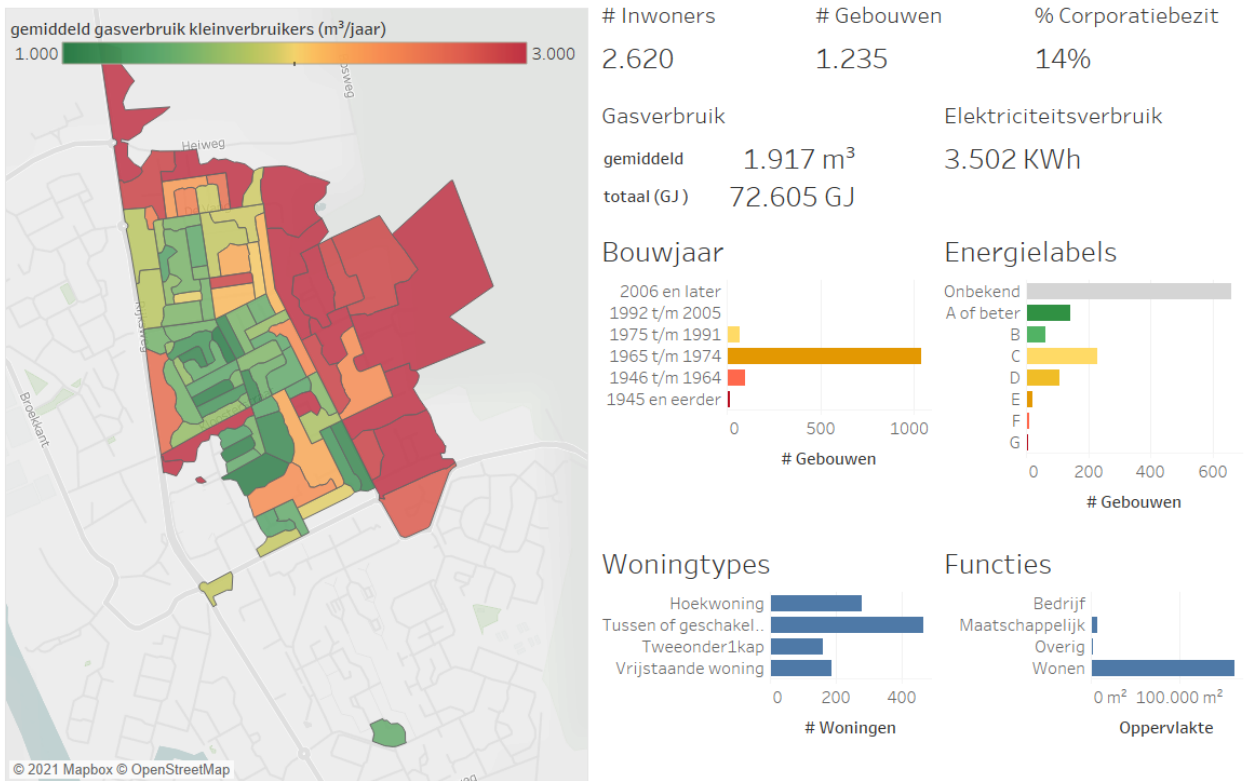 gemiddeld gasverbruik kleinverbruikers (m³/jaar)
1.000
3.000
Heiweg
Rijksweg
Broekkant
© 2021 Mapbox © OpenStreetMap
# Inwoners
# Gebouwen
% Corporatiebezit
2.620
1.235
14%
Gasverbruik
Elektriciteitsverbruik
gemiddeld
1.917 m³
3.502 KWh
totaal (GJ )
72.605 GJ
Bouwjaar
2006 en later
1992 t/m 2005
1975 t/m 1991
1965 t/m 1974
1946 t/m 1964
1945 en eerder
0
500
1000
# Gebouwen
Energielabels
Onbekend
A of beter
B
C
D
E
F
G
0
200
400
600
# Gebouwen
Woningtypes
Hoekwoning
Tussen of geschakel..
Tweeonder1kap
Vrijstaande woning
0
200
400
# Woningen
Functies
Bedrijf
Maatschappelijk
Overig
Wonen
0 m²
100.000 m²
Oppervlakte